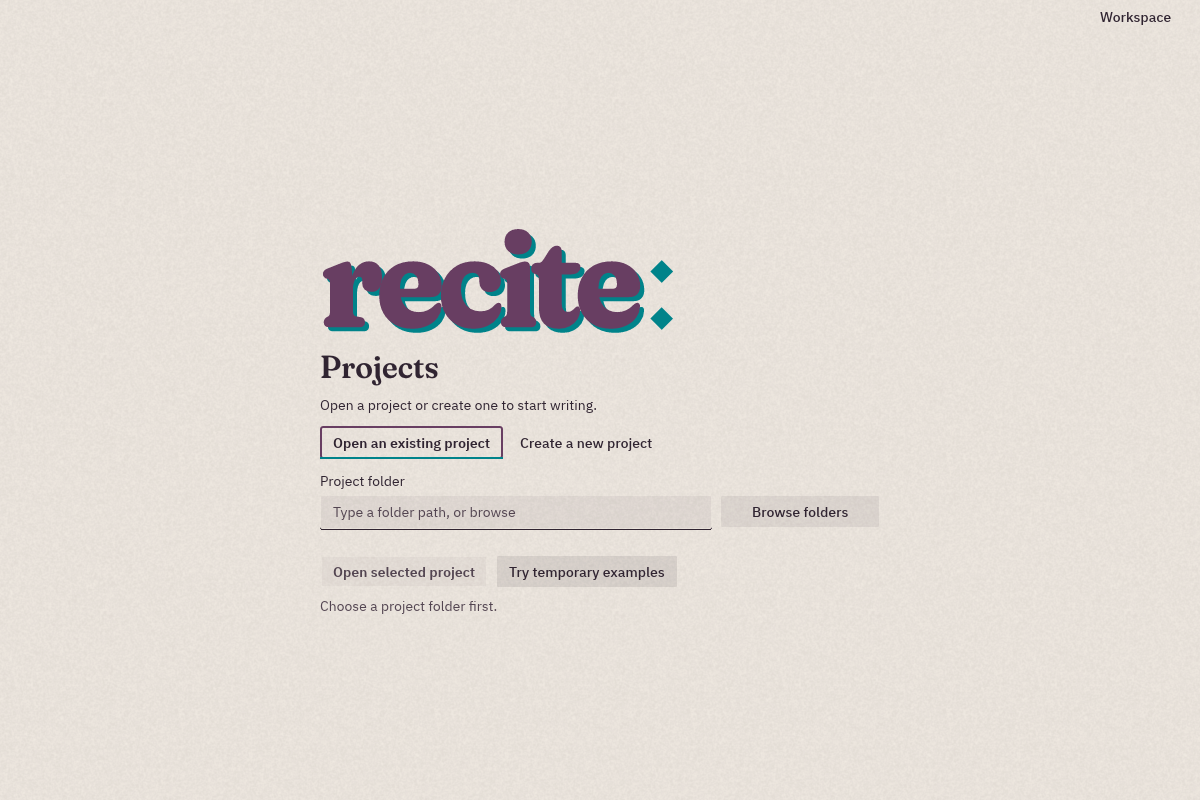 Workspace
recite:
Projects
Open a project or create one to start writing.
Open an existing project
Create a new project
Project folder
Type a folder path, or browse
Browse folders
Open selected project
Try temporary examples
Choose a project folder first.